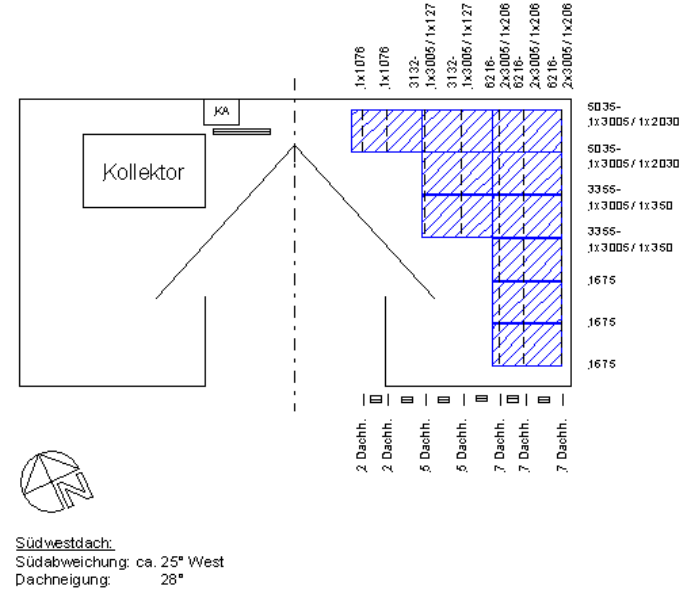 ,1x1076
,1x1076
3132-
,1x3005/1x127
3132-
,1x3005/1x127
6216-
,2x3005/1x206
6216-
6216-
,2x3005/1x206
6216-
,2x3005/1x206
KA
Kollektor
5035-
,1x3005/1x2030
5035-
,1x3005/1x2030
3355-
,1x3005/1x350
3355-
,1x3005/1x350
,1675
,1675
,1675
,2 Dachh.
,2 Dachh.
,5 Dachh.
,5 Dachh.
,7 Dachh.
,7 Dachh.
,7 Dachh.
N
Südwestdach:
Südabweichung: ca. 25° West
Dachneigung: 28°